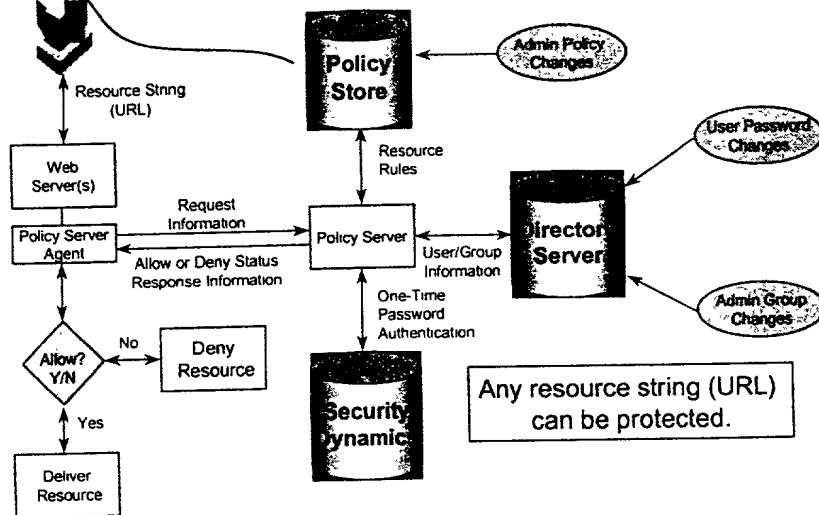 Policy
Store
Admin Policy
Changes
Resource String
(URL)
User Password
Changes
Web
Server(s)
Resource
Rules
Request
Information
Policy Server
Agent
Policy Server
Allow or Deny Status
Response Information
User/Group
Information
Director
Server
One-Time
Password
Authentication
Admin Group
Changes
Allow?
Y/N
No
Deny
Resource
Any resource string (URL)
can be protected.
Security
Dynamic
Yes
Deliver
Resource